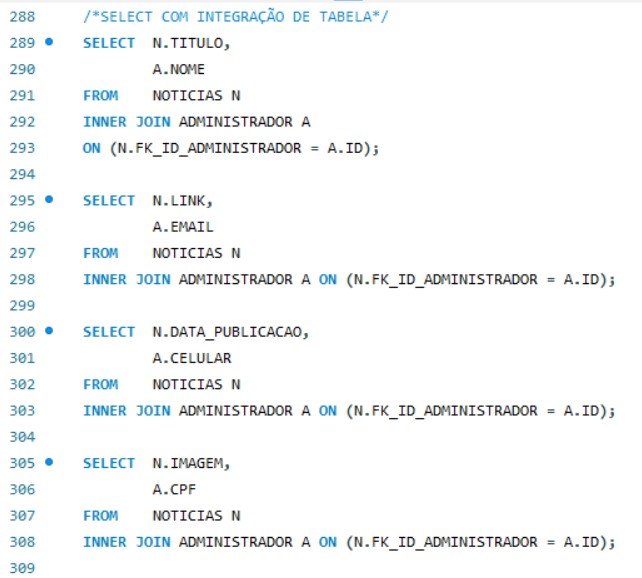 288 /*SELECT COM INTEGRAÇÃO DE TABELA*/
289 SELECT N.TITULO,
290 A.NOME
291 FROM NOTICIAS N
292 INNER JOIN ADMINISTRADOR A
293 ON (N.FK_ID_ADMINISTRADOR = A.ID);
294
295 SELECT N.LINK,
296 A.EMAIL
297 FROM NOTICIAS N
298 INNER JOIN ADMINISTRADOR A ON (N.FK_ID_ADMINISTRADOR = A.ID);
299
300 SELECT N.DATA_PUBLICACAO,
301 A.CELULAR
302 FROM NOTICIAS N
303 INNER JOIN ADMINISTRADOR A ON (N.FK_ID_ADMINISTRADOR = A.ID);
304
305 SELECT N.IMAGEM,
306 A.CPF
307 FROM NOTICIAS N
308 INNER JOIN ADMINISTRADOR A ON (N.FK_ID_ADMINISTRADOR = A.ID);
309